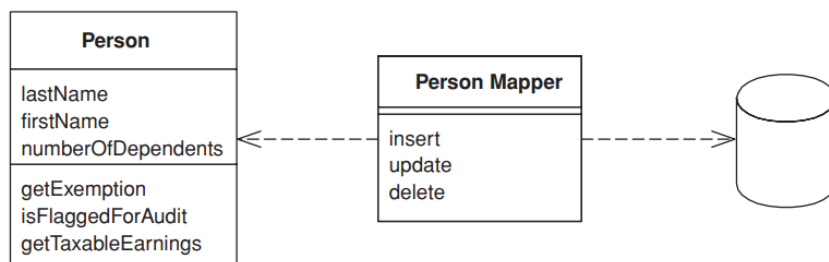 Person
lastName
firstName
numberOfDependents
getExemption
isFlaggedForAudit
getTaxableEarnings
Person Mapper
insert
update
delete